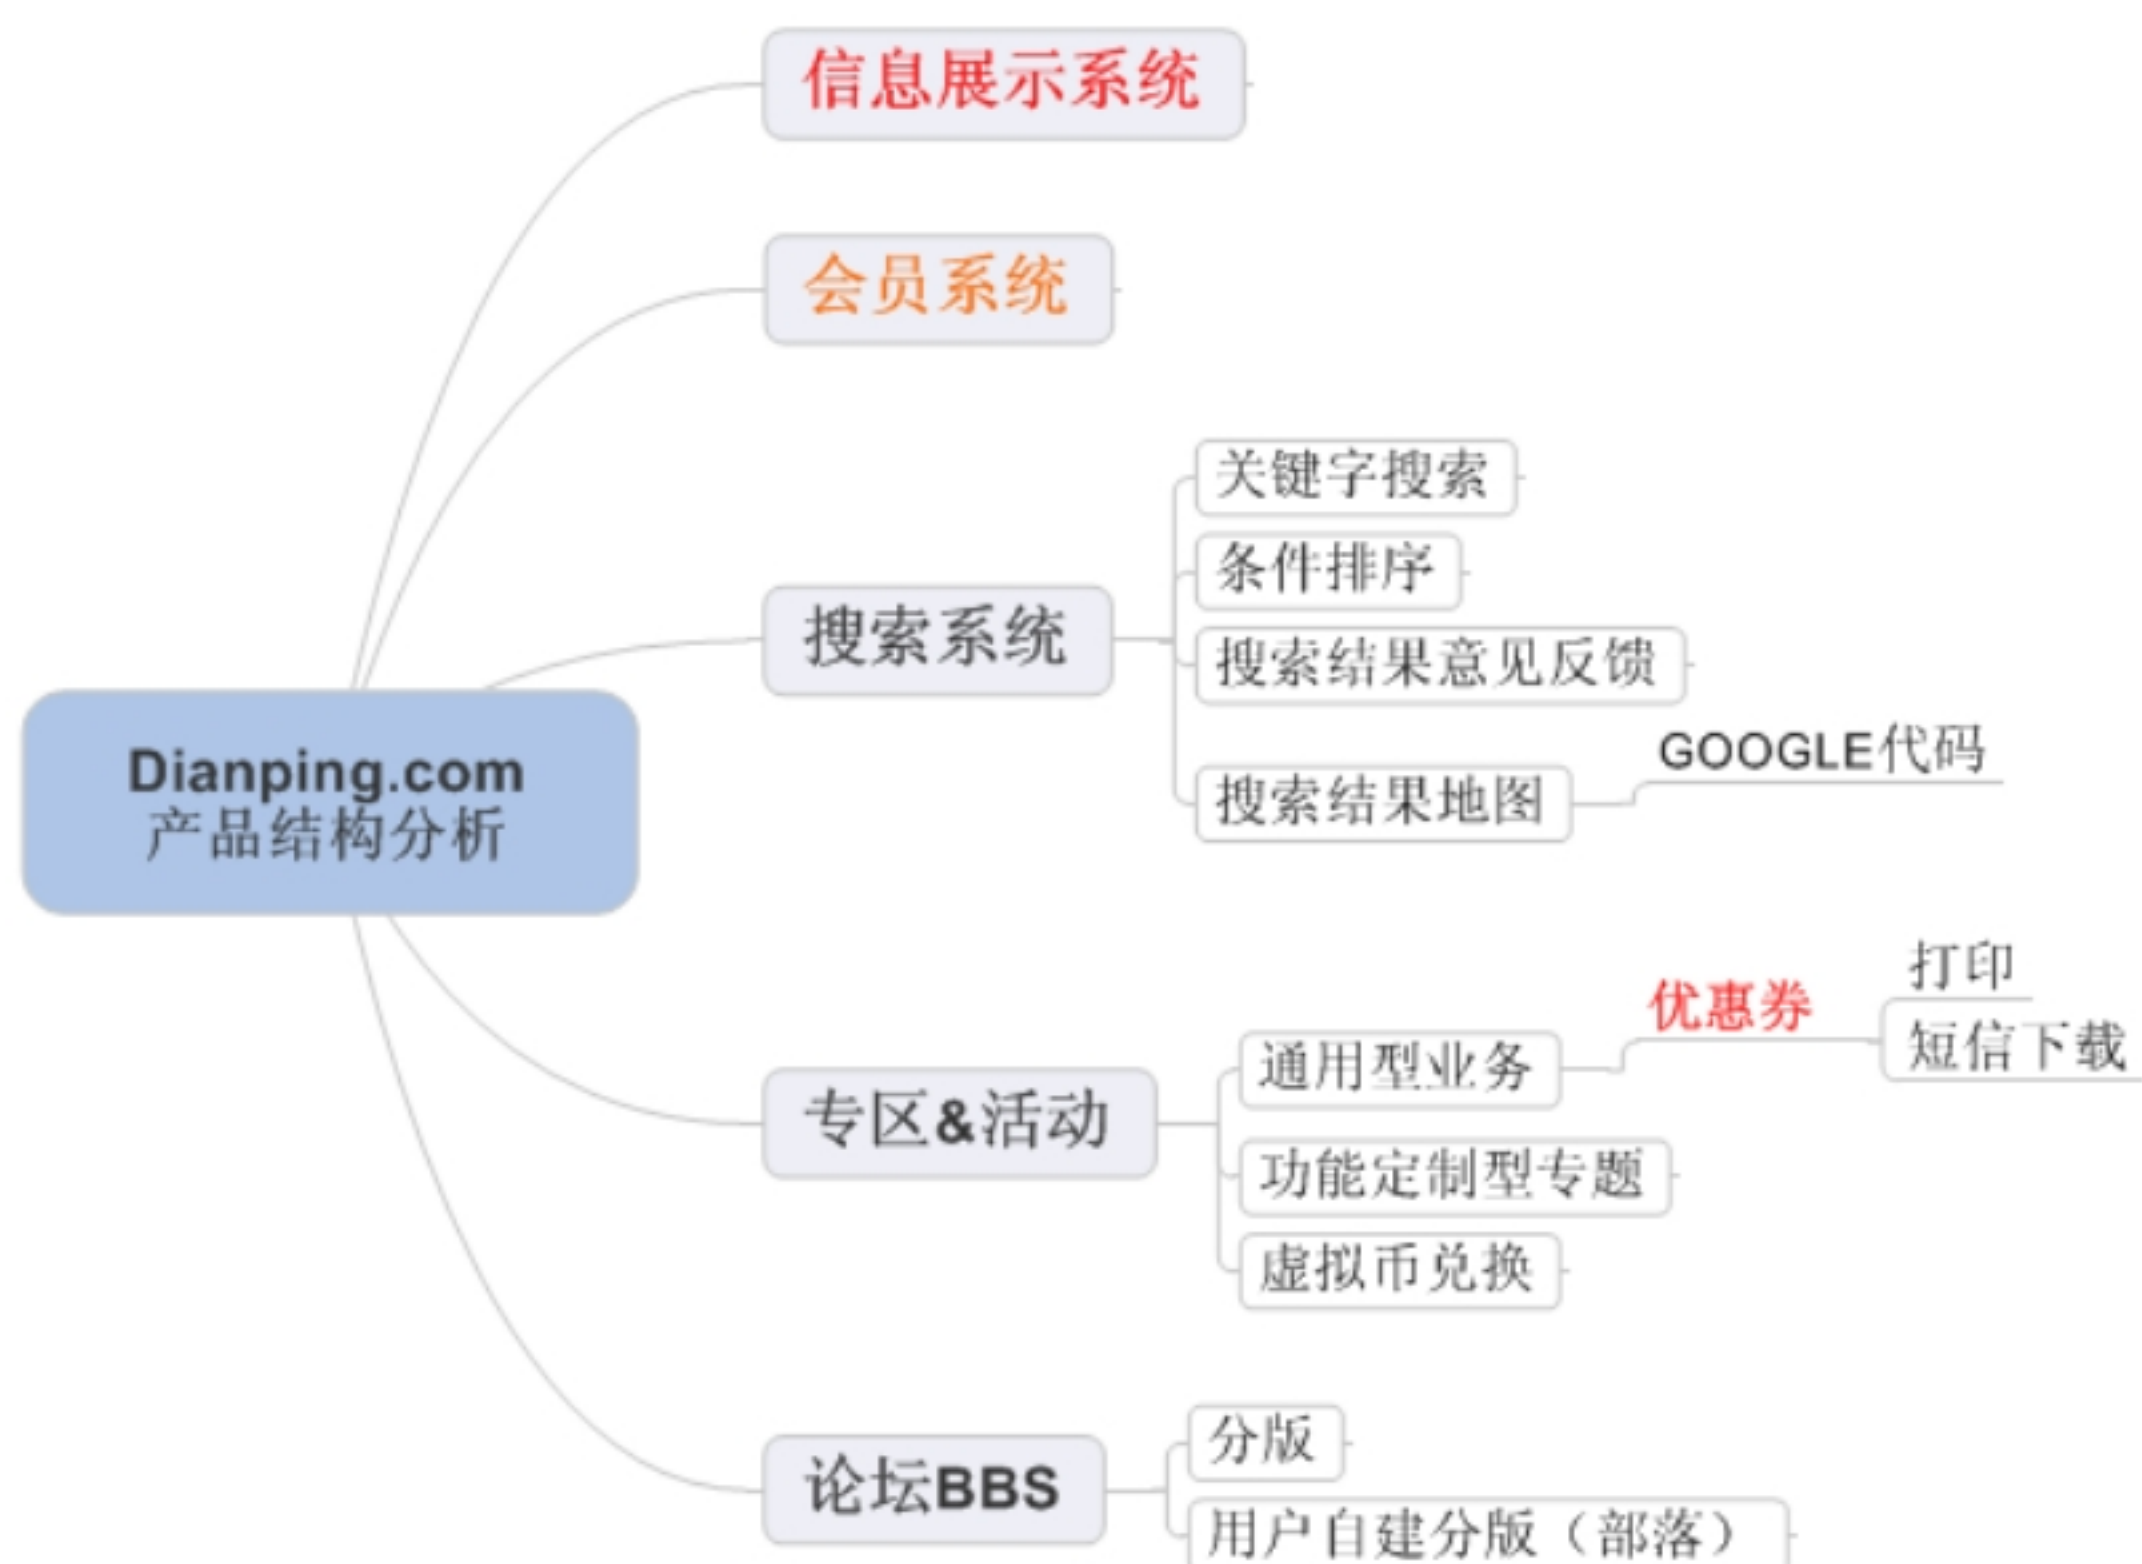 信息展示系统
会员系统
关键字搜索
条件排序
搜索系统
搜索结果意见反馈
GOOGLE代码
搜索结果地图
Dianping.com
产品结构分析
打印
优惠券
短信下载
通用型业务
专区&活动
功能定制型专题
虚拟币兑换
分版
论坛BBS
用户自建分版（部落）